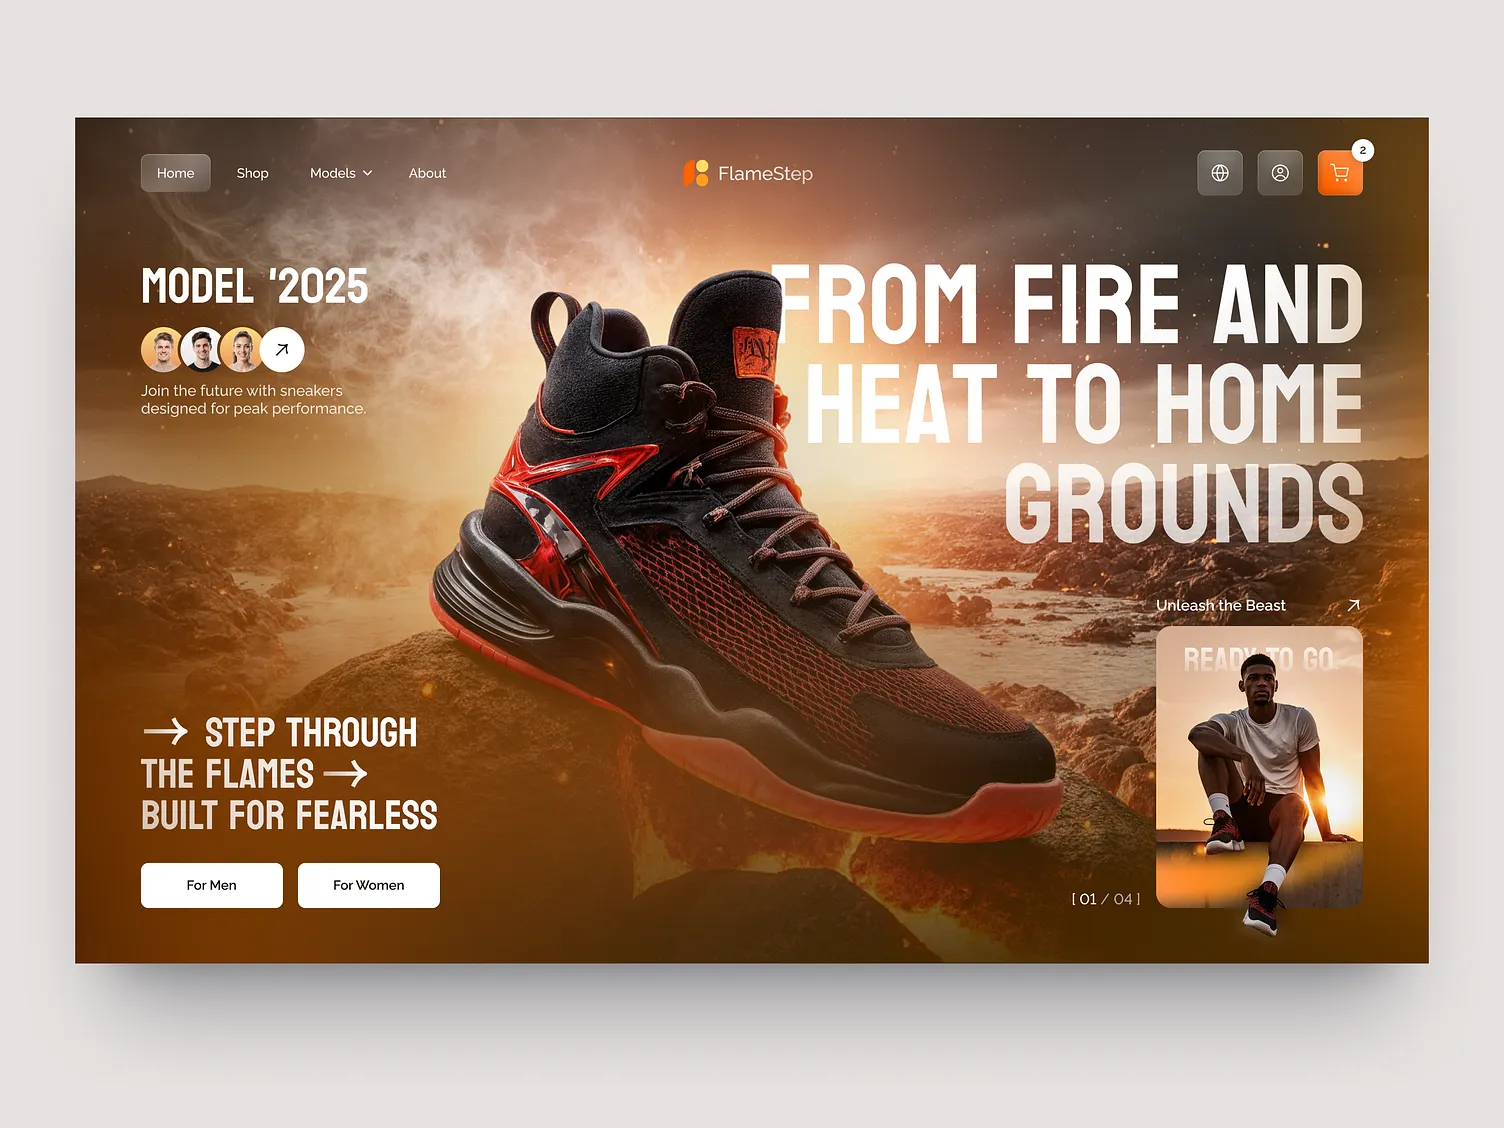 Home
Shop
Models
About
FlameStep
2
MODEL '2025
Join the future with sneakers
designed for peak performance.
FROM FIRE AND
HEAT TO HOME
GROUNDS
Unleash the Beast
READY TO GO
→ STEP THROUGH
THE FLAMES →
BUILT FOR FEARLESS
For Men
For Women
[ 01 / 04 ]